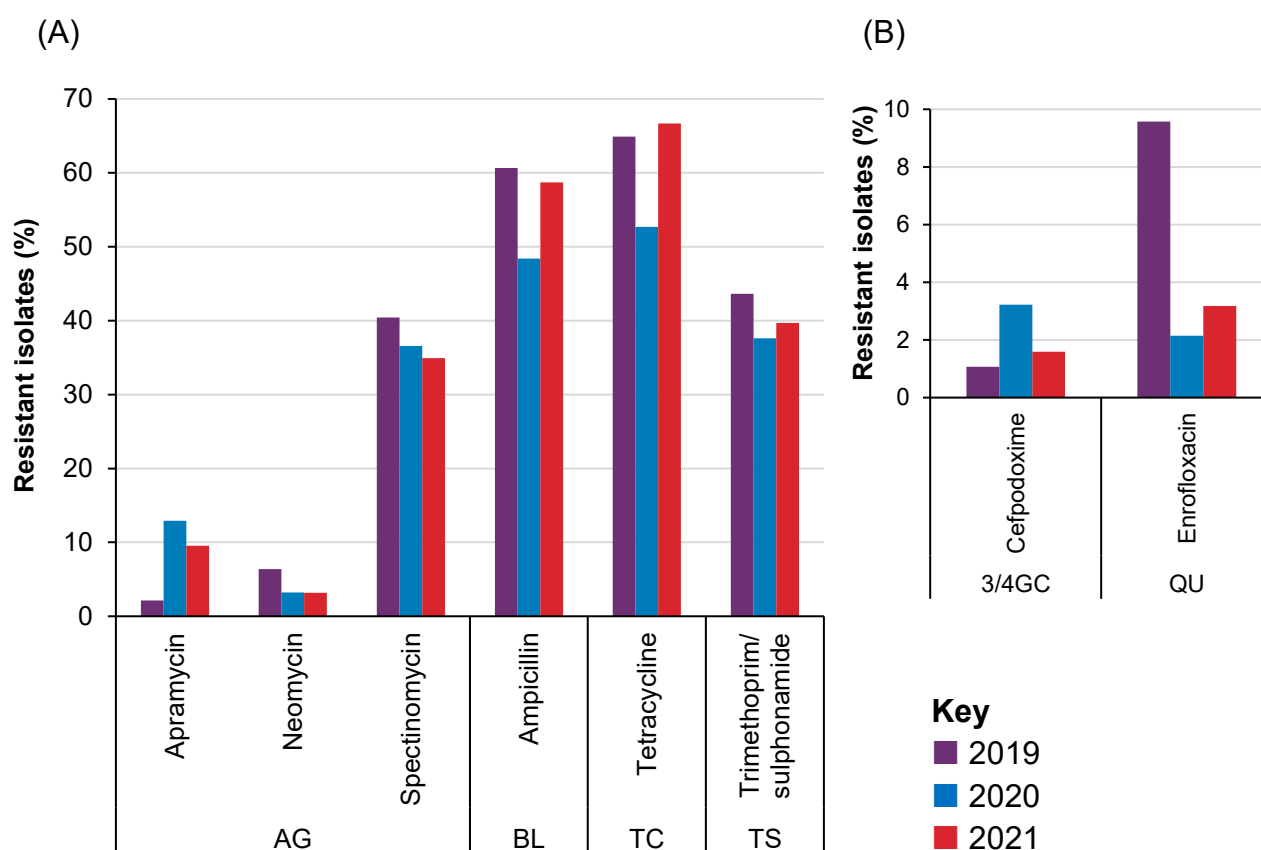 (A)
Resistant isolates (%)
70
60
50
40
30
20
10
0
Apramycin
Neomycin
Spectinomycin
Ampicillin
Tetracycline
Trimethoprim/
sulphonamide
AG
BL
TC
TS
(B)
Resistant isolates (%)
10
8
6
4
2
0
Cefpodoxime
Enrofloxacin
3/4GC
QU
Key
2019
2020
2021